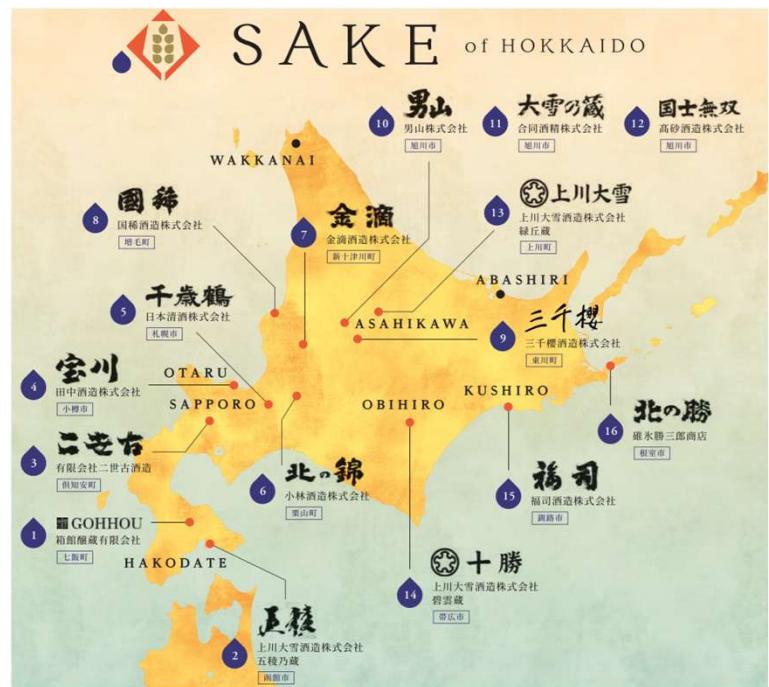 SAKE of HOKKAIDO
10
男山
男山株式会社
旭川市
11
大雪の蔵
合同酒精株式会社
旭川市
12
国士無双
髙砂酒造株式会社
旭川市
WAKKANAI
8
國稀
国稀酒造株式会社
増毛町
7
金滴
金滴酒造株式会社
新十津川町
13
上川大雪
上川大雪酒造株式会社
緑丘蔵
上川町
ABASHIRI
5
千歳鶴
日本清酒株式会社
札幌市
ASAHIKAWA
9
三千櫻
三千櫻酒造株式会社
東川町
4
宝川
田中酒造株式会社
小樽市
OTARU
SAPPORO
OBIHIRO
KUSHIRO
16
北の勝
碓氷勝三郎商店
根室市
3
二世古
有限会社二世古酒造
倶知安町
6
北の錦
小林酒造株式会社
栗山町
15
福司
福司酒造株式会社
釧路市
1
GOHHOU
箱館醸蔵有限会社
七飯町
HAKODATE
14
十勝
上川大雪酒造株式会社
碧雲蔵
帯広市
2
五稜
上川大雪酒造株式会社
五稜乃蔵
函館市